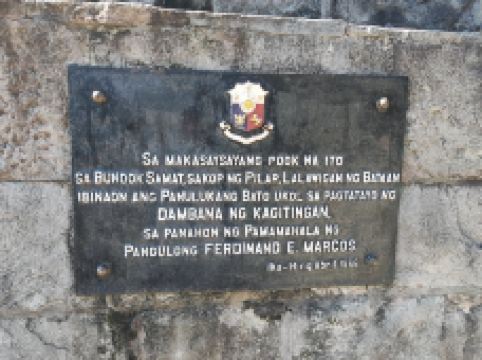 SA MAKASAYSAYANG POOK NA ITO
SA BUNDOK SAMAT, SAKOP NG PILAR, LALAWIGAN NG BATAAN
IBINAON ANG PANULUKANG BATO UKOL SA PAGTATAYO NG
DAMBANA NG KAGITINGAN,
SA PANAHON NG PAMAMAHALA NG
PANGULONG FERDINAND E. MARCOS